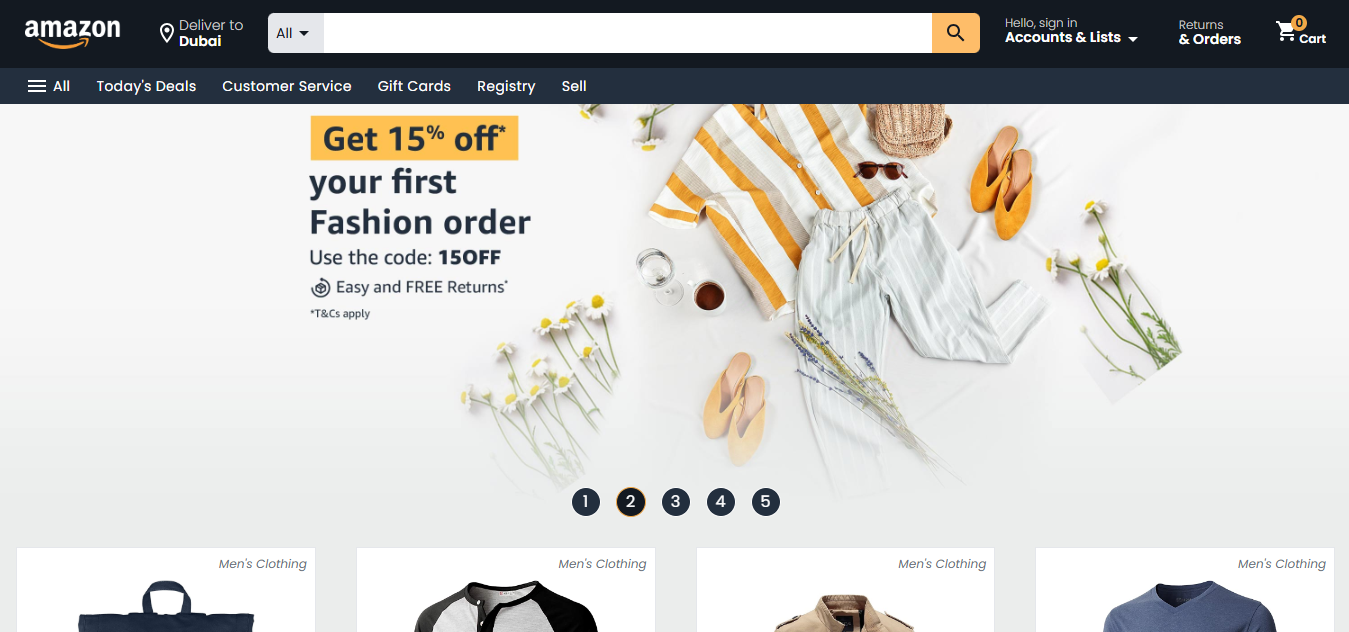 amazon
Deliver to
Dubai
All
Hello, sign in
Accounts & Lists
Returns
& Orders
0
Cart
All
Today's Deals
Customer Service
Gift Cards
Registry
Sell
Get 15% off*
your first
Fashion order
Use the code: 15OFF
Easy and FREE Returns*
*T&Cs apply
1
2
3
4
5
Men's Clothing
Men's Clothing
Men's Clothing
Men's Clothing